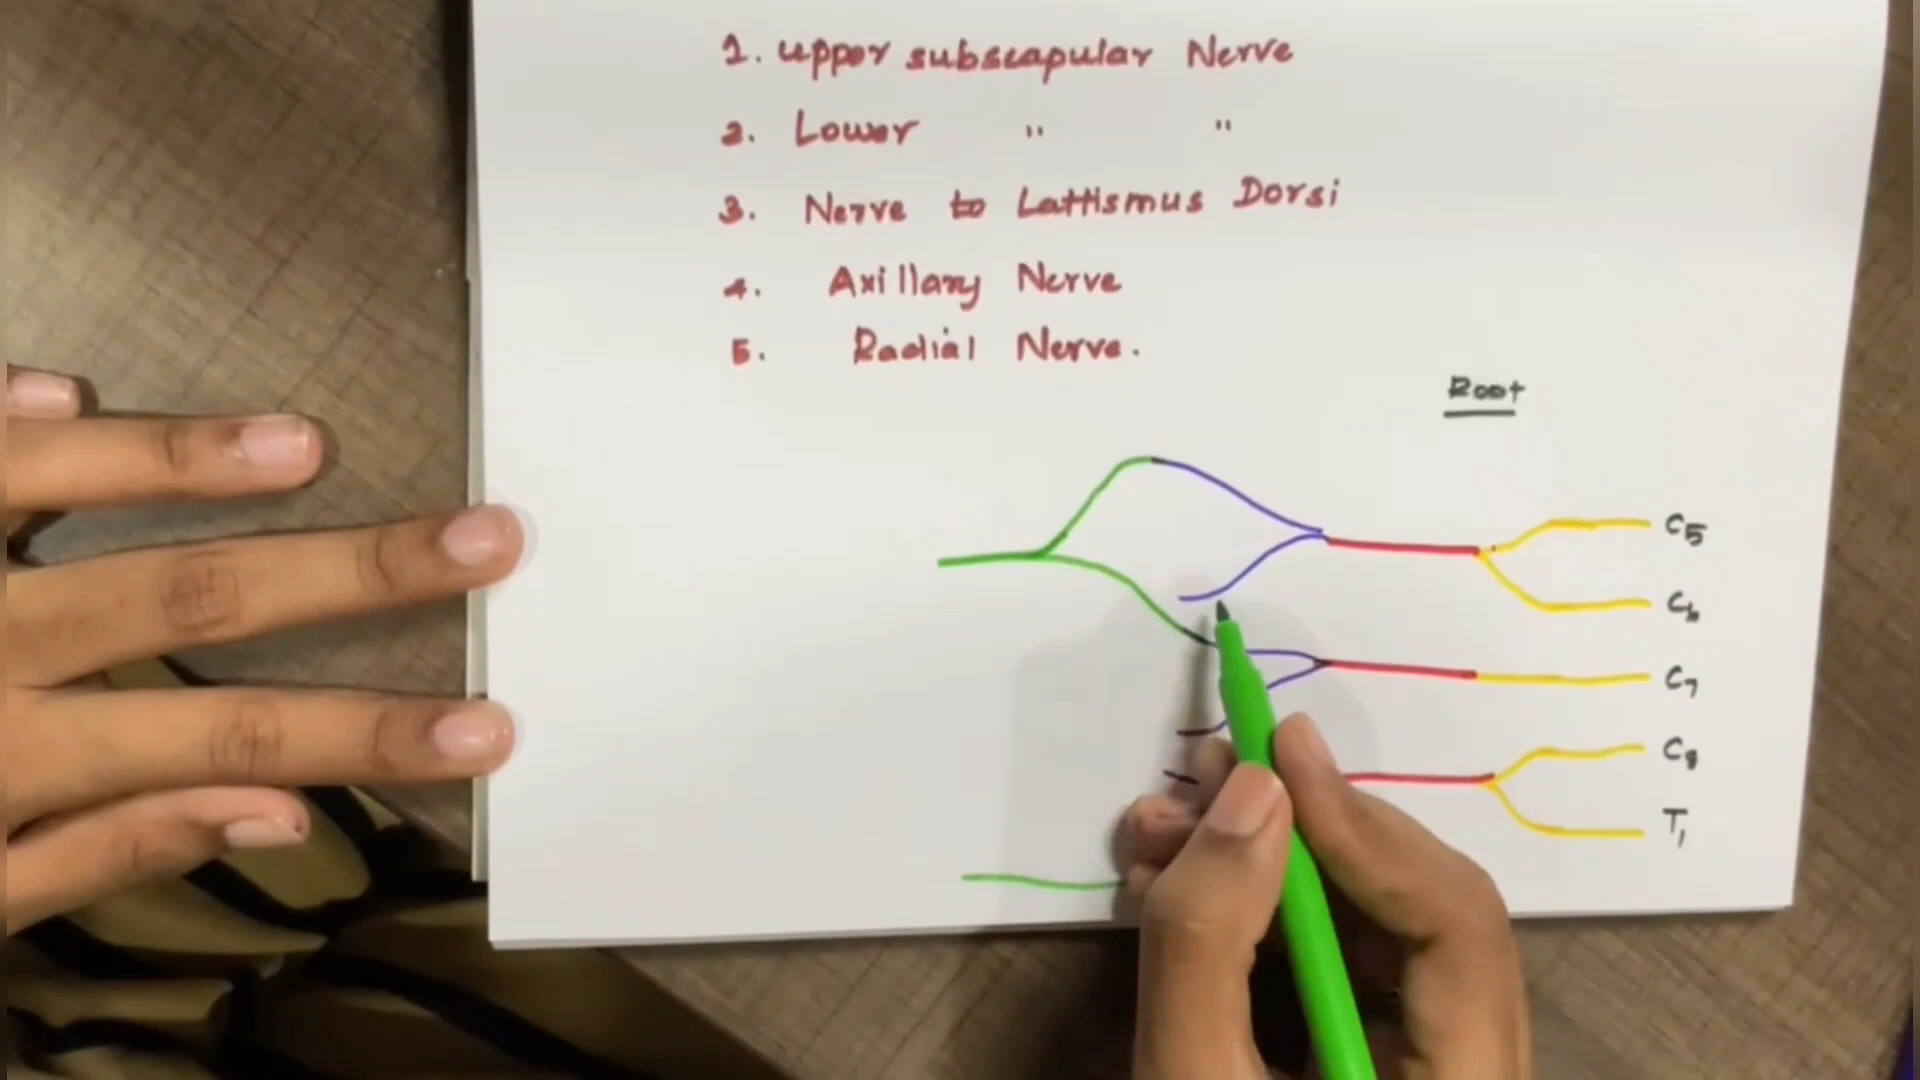 1. upper subscapular Nerve
2. Lower " "
3. Nerve to Lattismus Dorsi
4. Axillary Nerve
5. Radial Nerve.
Root
C5
C6
C7
C8
T1